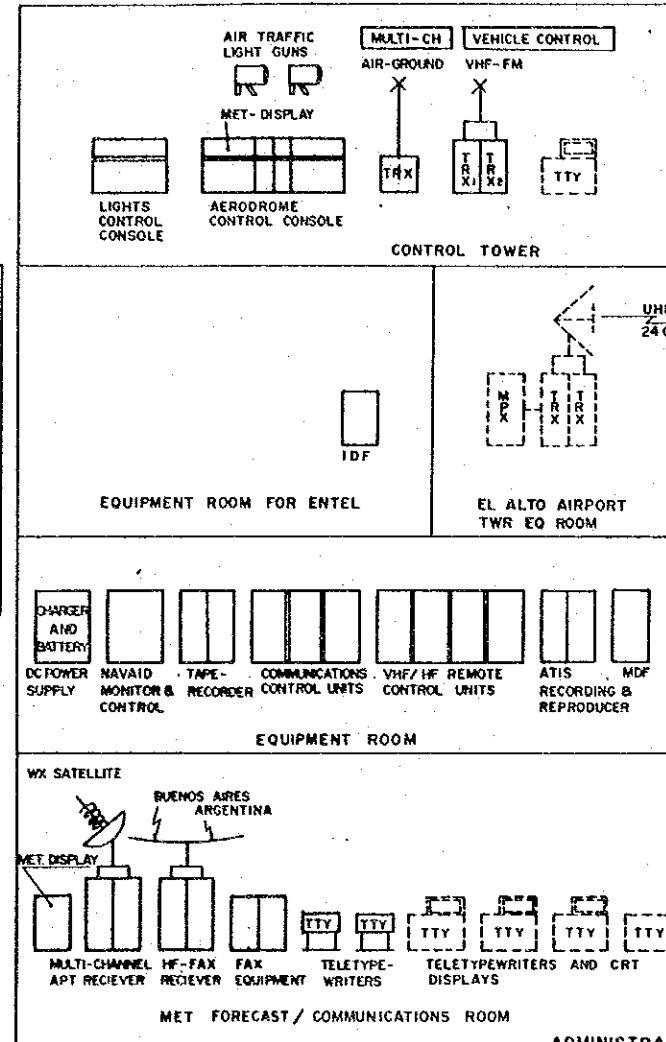 AIR TRAFFIC
LIGHT GUNS
MULTI-CH
VEHICLE CONTROL
AIR-GROUND
VHF-FM
MET-DISPLAY
TRX
TRX1
TRX2
TTY
LIGHTS
CONTROL
CONSOLE
AERODROME
CONTROL CONSOLE
CONTROL TOWER
UH
24
MPX
TRX
TRX
IDF
EQUIPMENT ROOM FOR ENTEL
EL ALTO AIRPORT
TWR EQ ROOM
CHARGER
AND
BATTERY
DC POWER
SUPPLY
NAVAID
MONITOR &
CONTROL
TAPE-
RECORDER
COMMUNICATIONS
CONTROL UNITS
VHF/HF REMOTE
CONTROL UNITS
ATIS
RECORDING &
REPRODUCER
MDF
EQUIPMENT ROOM
WX SATELLITE
BUENOS AIRES
ARGENTINA
MET. DISPLAY
TTY
TTY
TTY
TTY
TTY
TTY
MULTI-CHANNEL
APT RECIEVER
HF-FAX
RECIEVER
FAX
EQUIPMENT
TELETYPE-
WRITERS
TELETYPEWRITERS AND CRT
DISPLAYS
MET FORECAST / COMMUNICATIONS ROOM
ADMINISTRA